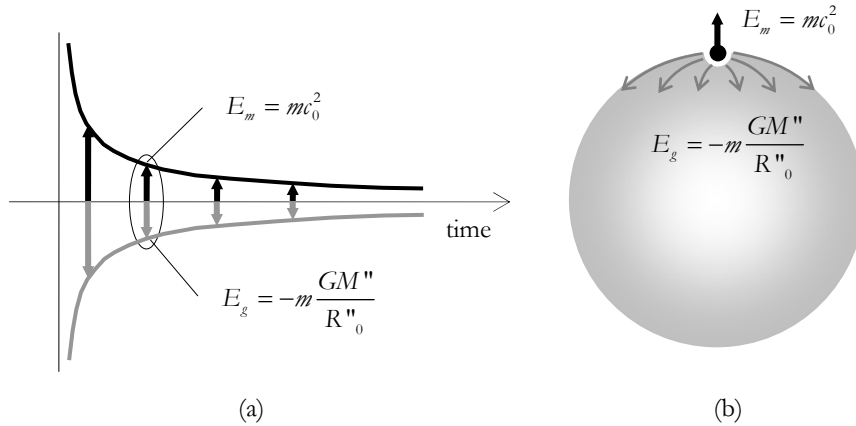 E_m = mc_0^2
time
E_g = −m GM" / R"_0
(a)
E_m = mc_0^2
E_g = −m GM" / R"_0
(b)